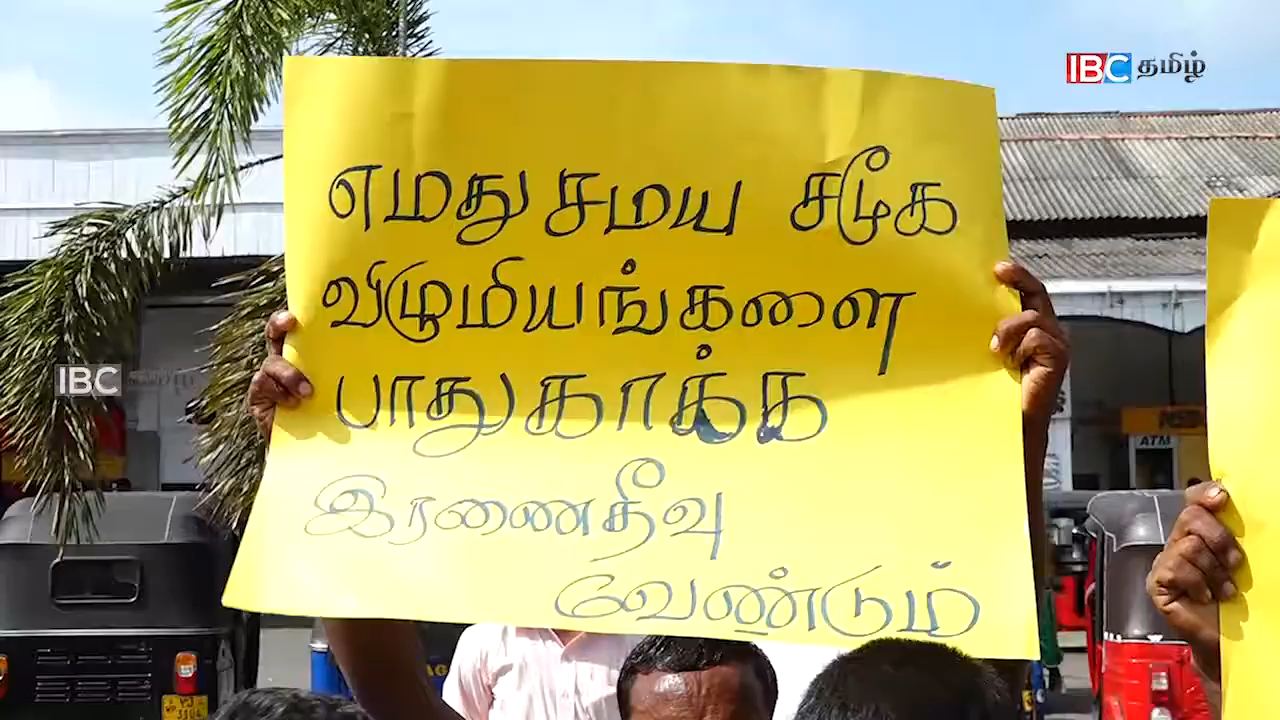 IBC தமிழ்
எமது சமய சமூக
விழுமியங்களை
பாதுகாக்க
இரணைதீவு
வேண்டும்
IBC
ATM